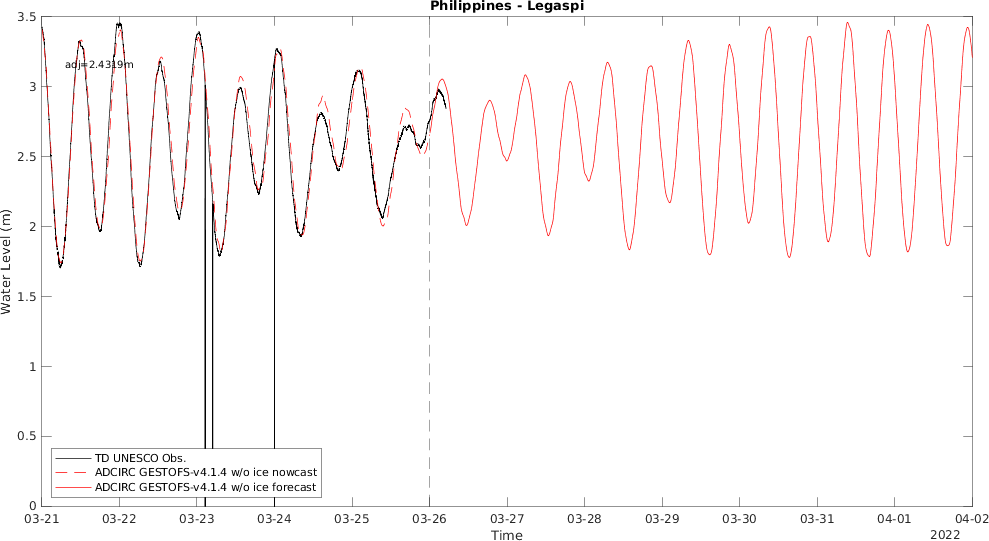 Philippines - Legaspi
3.5
3
2.5
2
1.5
1
0.5
0
Water Level (m)
adj=2.4319m
TD UNESCO Obs.
ADCIRC GESTOFS-v4.1.4 w/o ice nowcast
ADCIRC GESTOFS-v4.1.4 w/o ice forecast
03-21 03-22 03-23 03-24 03-25 03-26 03-27 03-28 03-29 03-30 03-31 04-01 04-02
Time
2022